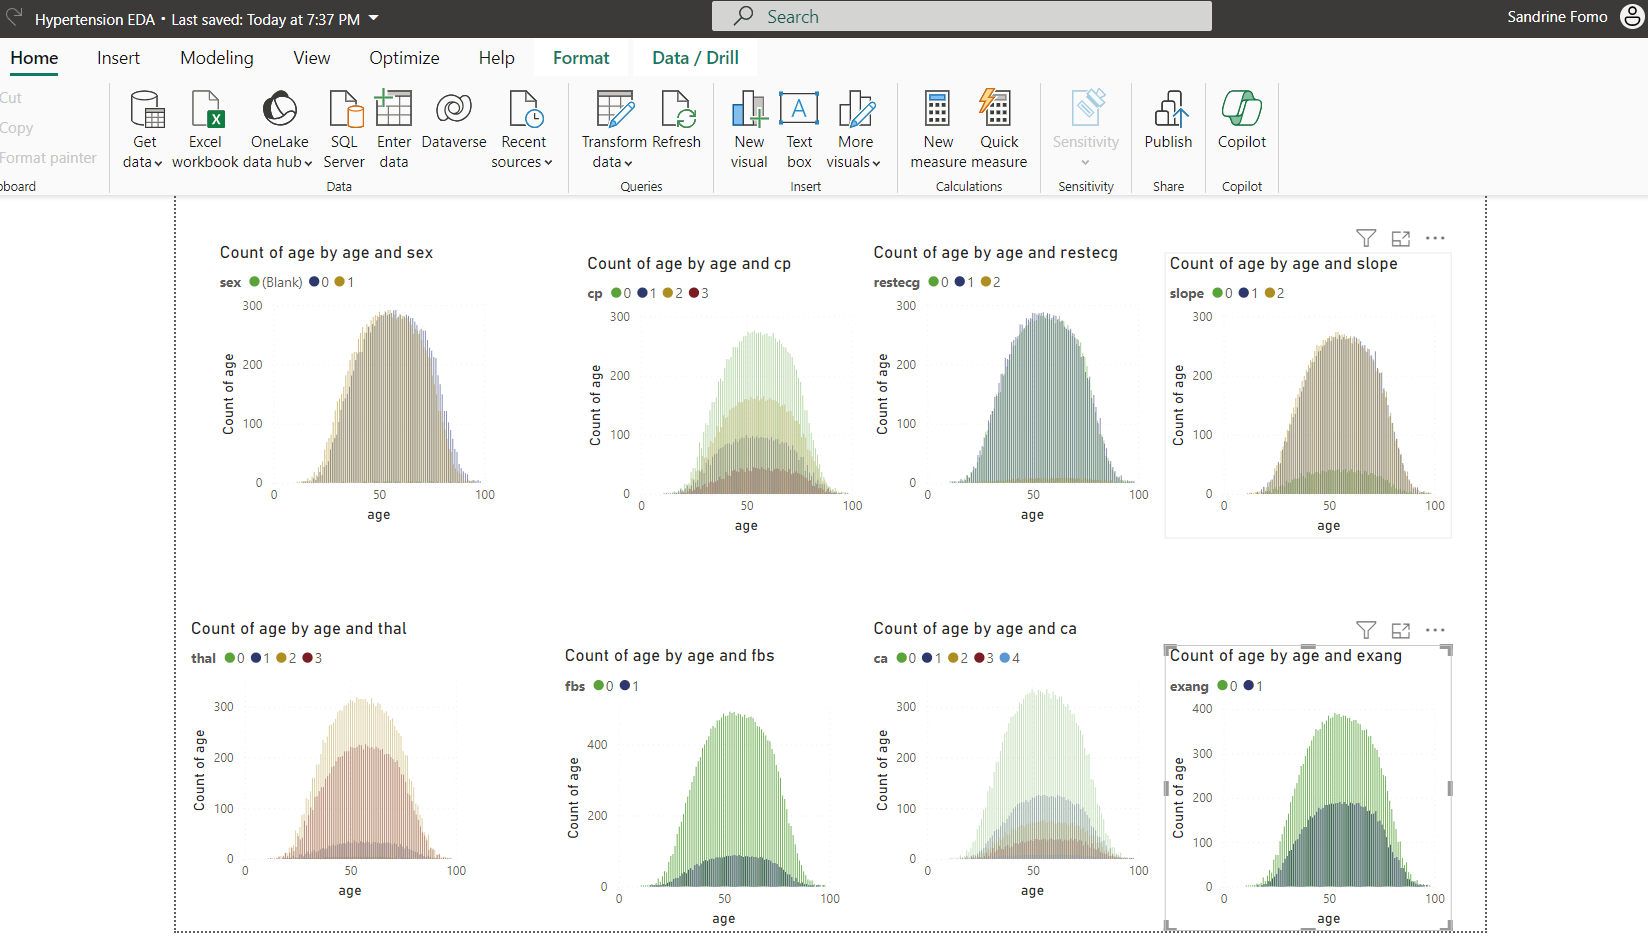 Hypertension EDA • Last saved: Today at 7:37 PM
Search
Sandrine Fomo
Home Insert Modeling View Optimize Help Format Data / Drill
Cut
Copy
Format painter
Get data
Excel workbook
OneLake data hub
SQL Server
Enter data
Dataverse
Recent sources
Transform data
Refresh
New visual
Text box
More visuals
New measure
Quick measure
Sensitivity
Publish
Copilot
Data
Queries
Insert
Calculations
Sensitivity
Share
Copilot
Count of age by age and sex
sex (Blank) 0 1
300
200
100
0
Count of age
0 50 100
age
Count of age by age and cp
cp 0 1 2 3
300
200
100
0
Count of age
0 50 100
age
Count of age by age and restecg
restecg 0 1 2
300
200
100
0
Count of age
0 50 100
age
Count of age by age and slope
slope 0 1 2
300
200
100
0
Count of age
0 50 100
age
Count of age by age and thal
thal 0 1 2 3
300
200
100
0
Count of age
0 50 100
age
Count of age by age and fbs
fbs 0 1
400
200
0
Count of age
0 50 100
age
Count of age by age and ca
ca 0 1 2 3 4
300
200
100
0
Count of age
0 50 100
age
Count of age by age and exang
exang 0 1
400
300
200
100
0
Count of age
0 50 100
age